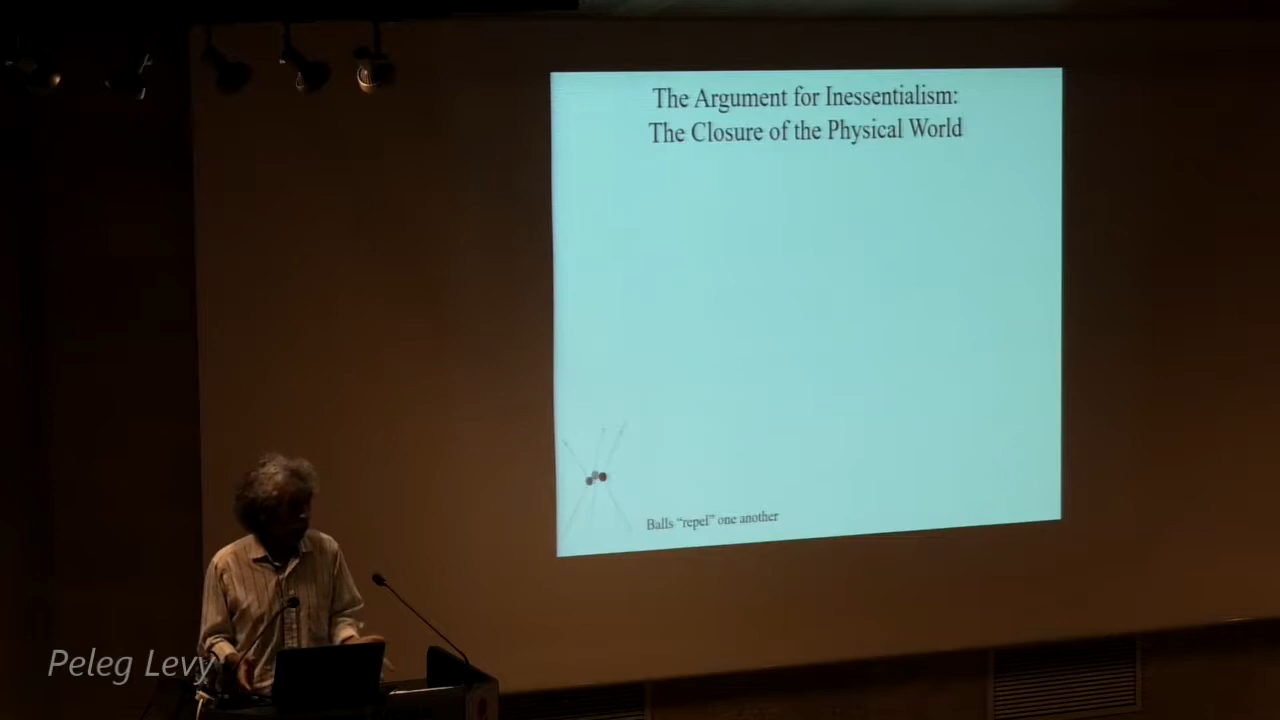 The Argument for Inessentialism:
The Closure of the Physical World
Balls “repel” one another
Peleg Levy